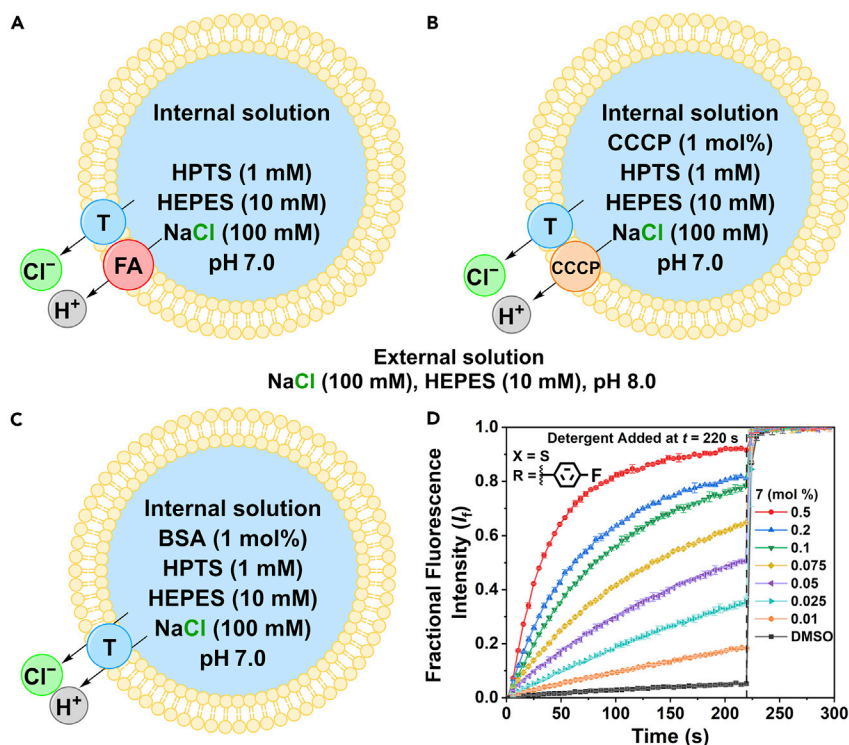 A
Internal solution
HPTS (1 mM)
HEPES (10 mM)
NaCl (100 mM)
pH 7.0
T
FA
Cl⁻
H⁺
B
Internal solution
CCCP (1 mol%)
HPTS (1 mM)
HEPES (10 mM)
NaCl (100 mM)
pH 7.0
T
CCCP
Cl⁻
H⁺
External solution
NaCl (100 mM), HEPES (10 mM), pH 8.0
C
Internal solution
BSA (1 mol%)
HPTS (1 mM)
HEPES (10 mM)
NaCl (100 mM)
pH 7.0
T
Cl⁻
H⁺
D
Detergent Added at t = 220 s
X = S
R = F
7 (mol %)
0.5
0.2
0.1
0.075
0.05
0.025
0.01
DMSO
Fractional Fluorescence
Intensity (If)
1.0
0.8
0.6
0.4
0.2
0.0
0 50 100 150 200 250 300
Time (s)